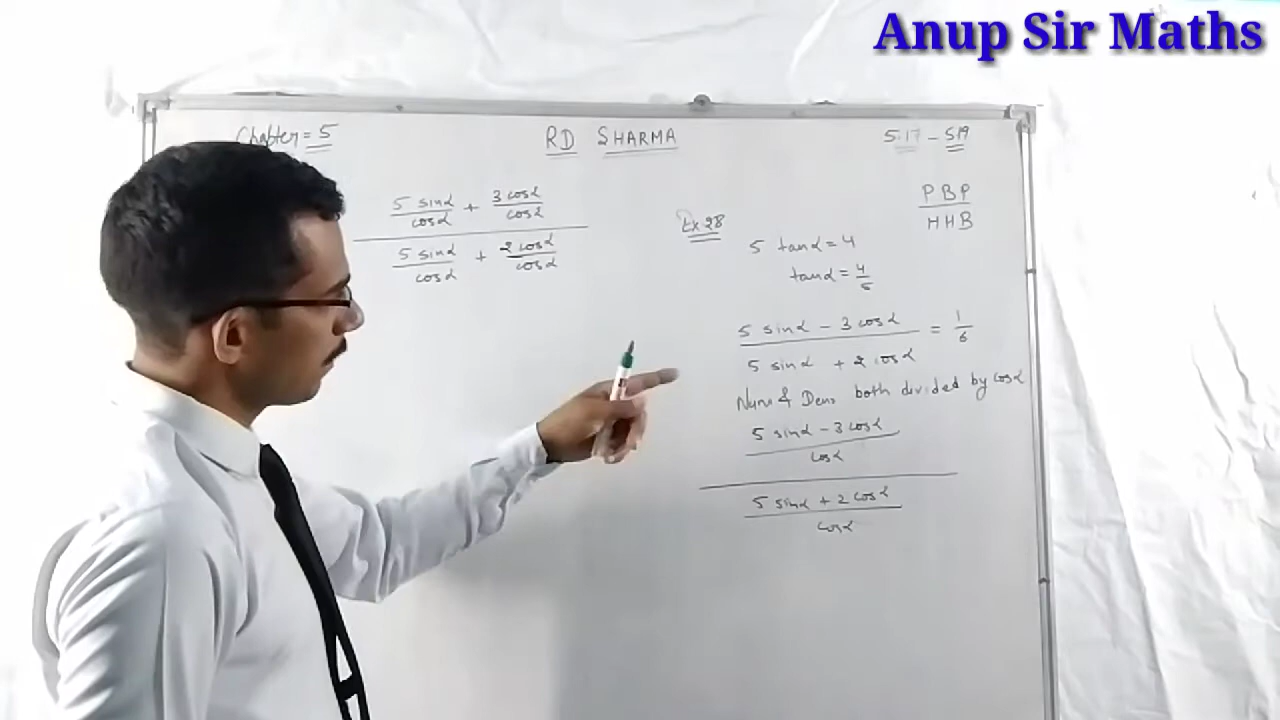 Anup Sir Maths
Chapter = 5
RD SHARMA
5.17 - 5.19
PBP
HHB
5 sinα/cosα + 3 cosα/cosα
5 sinα/cosα + 2 cosα/cosα
Ex 28
5 tanα = 4
tanα = 4/5
5 sinα - 3 cosα = 1/6
5 sinα + 2 cosα
Num & Deno both divided by cosα
5 sinα - 3 cosα
cosα
5 sinα + 2 cosα
cosα